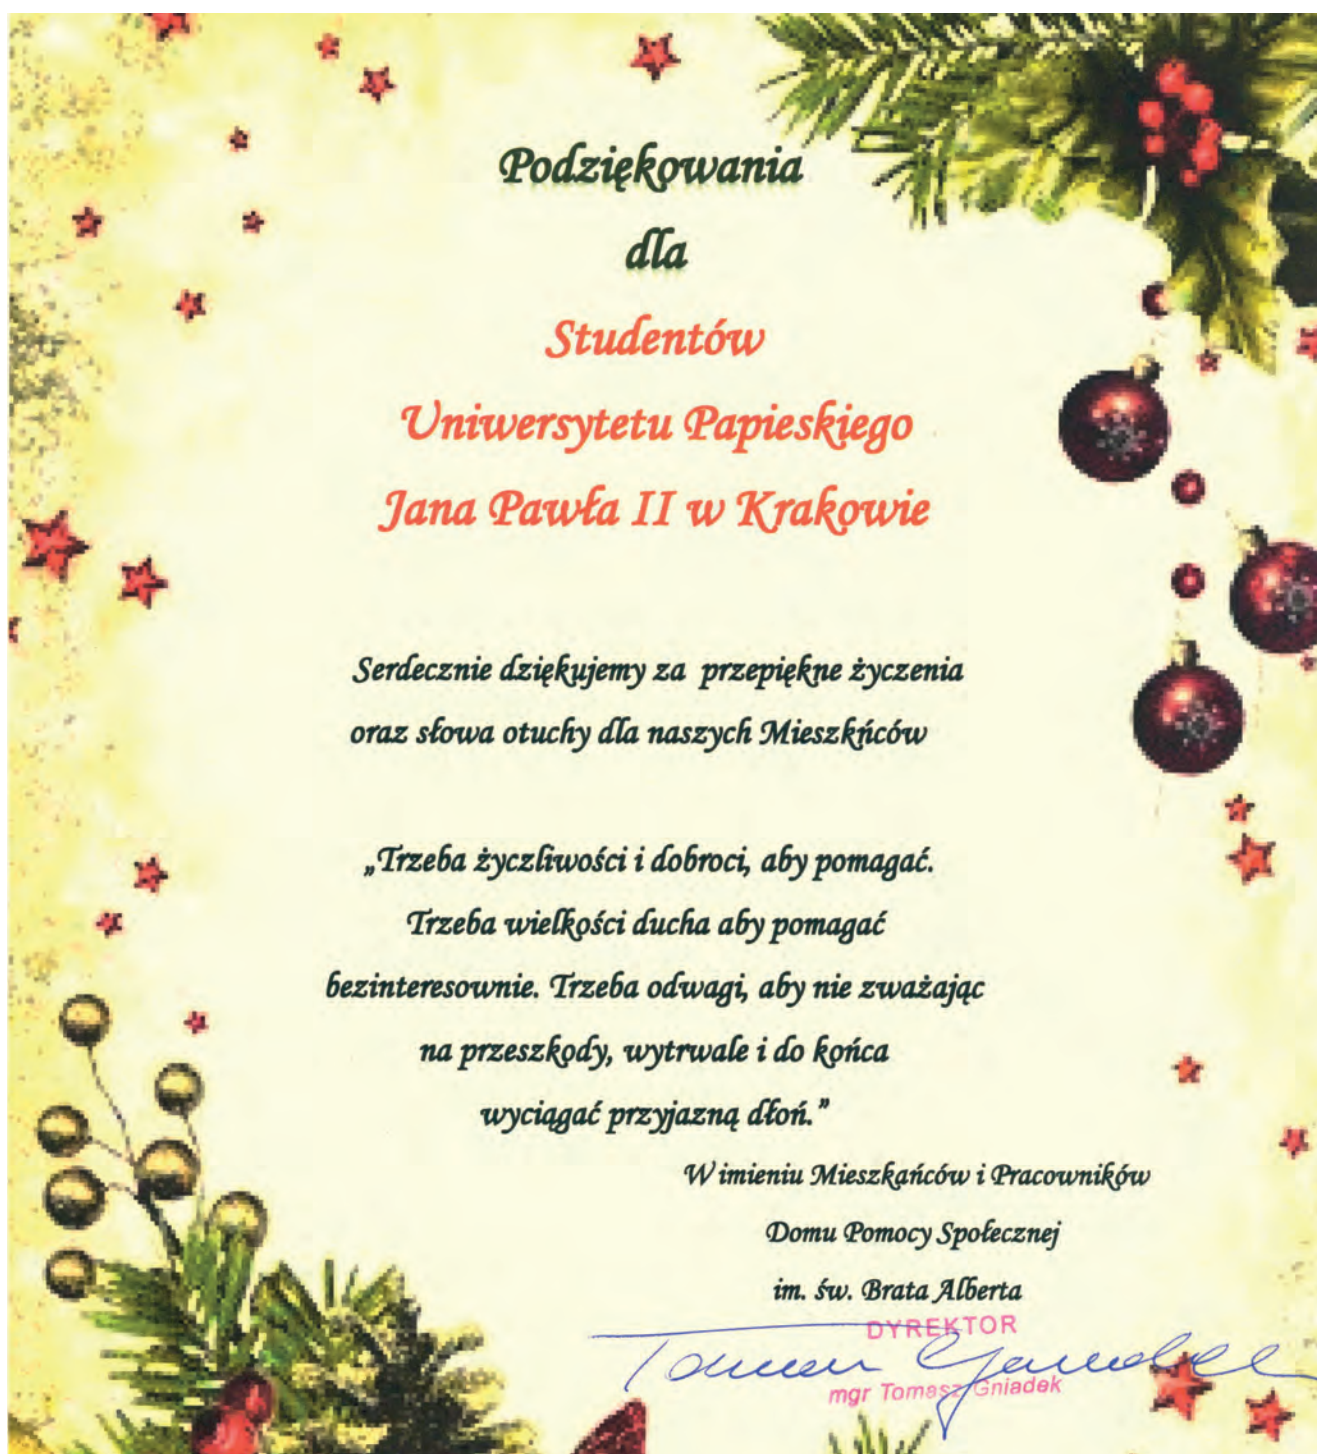 Podziękowania
dla
Studentów
Uniwersytetu Papieskiego
Jana Pawła II w Krakowie
Serdecznie dziękujemy za przepiękne życzenia
oraz słowa otuchy dla naszych Mieszkńców
„Trzeba życzliwości i dobroci, aby pomagać.
Trzeba wielkości ducha aby pomagać
bezinteresownie. Trzeba odwagi, aby nie zważając
na przeszkody, wytrwale i do końca
wyciągać przyjazną dłoń.”
W imieniu Mieszkańców i Pracowników
Domu Pomocy Społecznej
im. św. Brata Alberta
DYREKTOR
Tomasz Gniadek
mgr Tomasz Gniadek